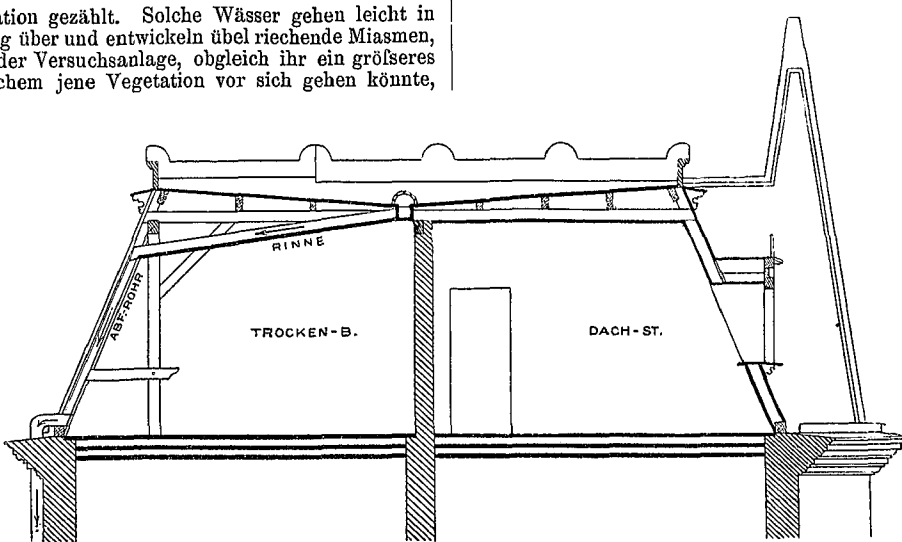 ation gezählt. Solche Wässer gehen leicht in
g über und entwickeln übel riechende Miasmen,
der Versuchsanlage, obgleich ihr ein gröſseres
chem jene Vegetation vor sich gehen könnte,
RINNE
ABF:-ROHR
TROCKEN-B.
DACH-ST.